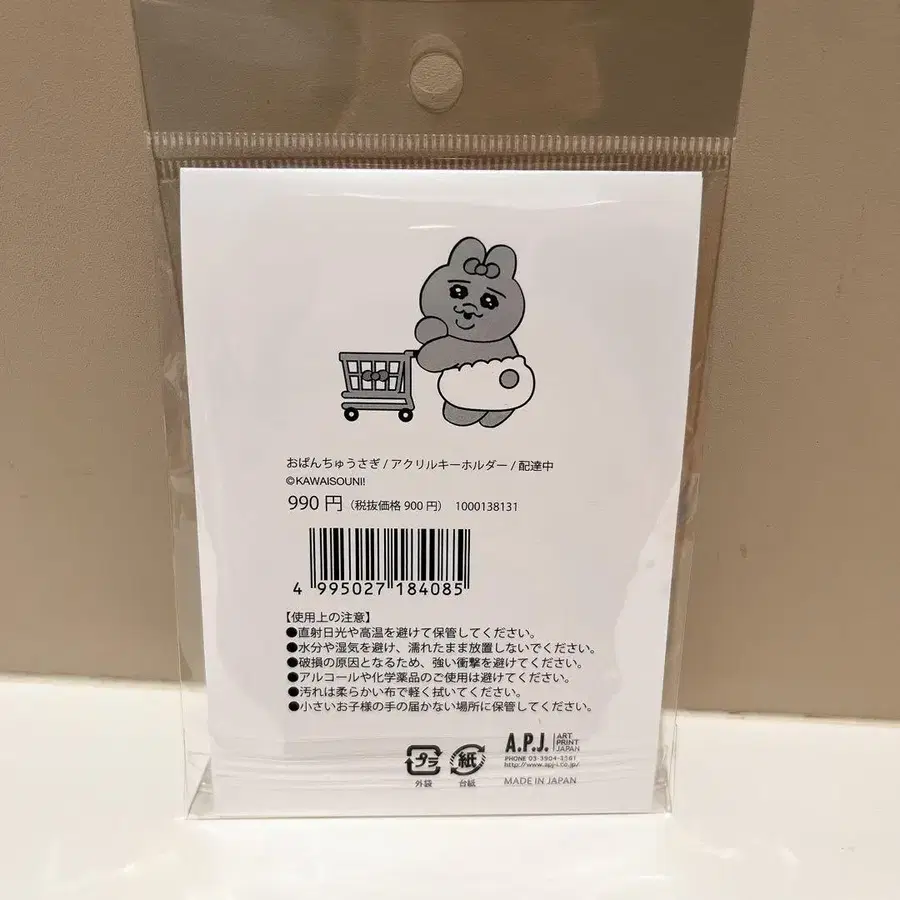 おぱんちゅうさぎ / アクリルキーホルダー / 配達中
©KAWAISOUNI!
990 円 （税抜価格 900 円） 1000138131
4 995027 184085
【使用上の注意】
●直射日光や高温を避けて保管してください。
●水分や湿気を避け、濡れたまま放置しないでください。
●破損の原因となるため、強い衝撃を避けてください。
●アルコールや化学薬品のご使用は避けてください。
●汚れは柔らかい布で軽く拭いてください。
●小さいお子様の手の届かない場所に保管してください。
プラ 外袋
紙 台紙
A.P.J. ART PRINT JAPAN
PHONE 03-3904-3581
http://www.apj-i.co.jp/
MADE IN JAPAN